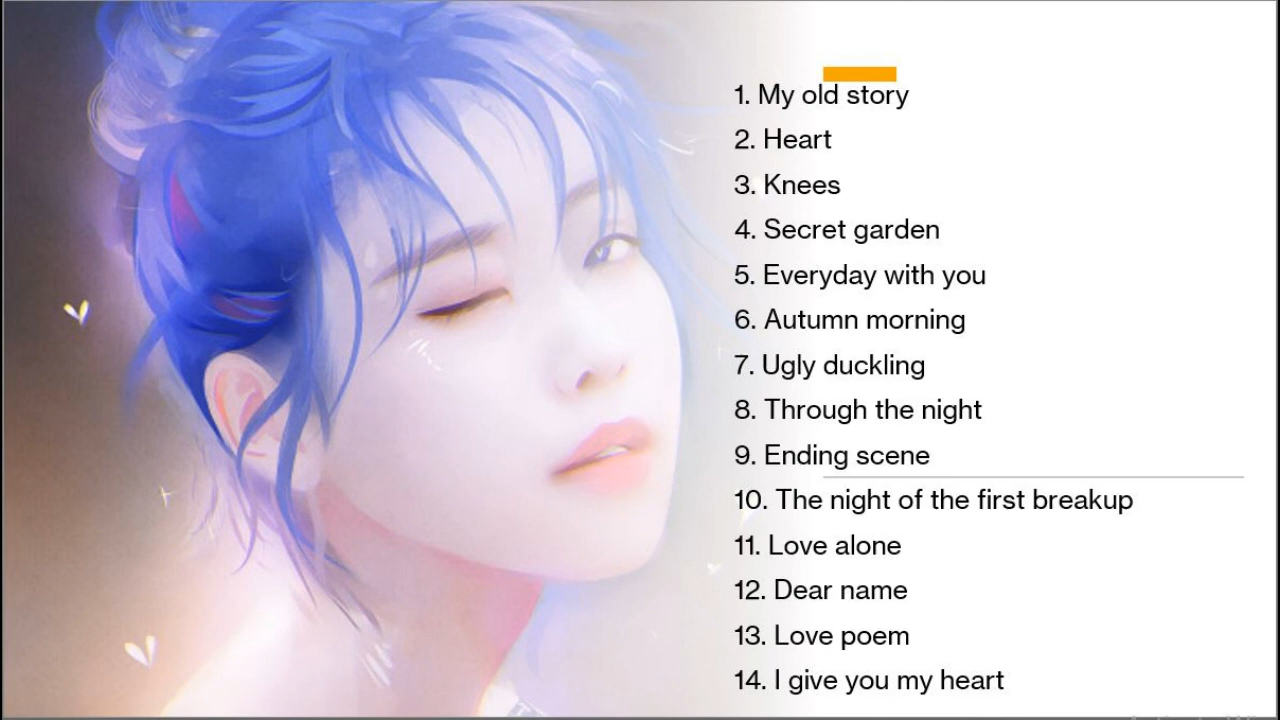 1. My old story
2. Heart
3. Knees
4. Secret garden
5. Everyday with you
6. Autumn morning
7. Ugly duckling
8. Through the night
9. Ending scene
10. The night of the first breakup
11. Love alone
12. Dear name
13. Love poem
14. I give you my heart